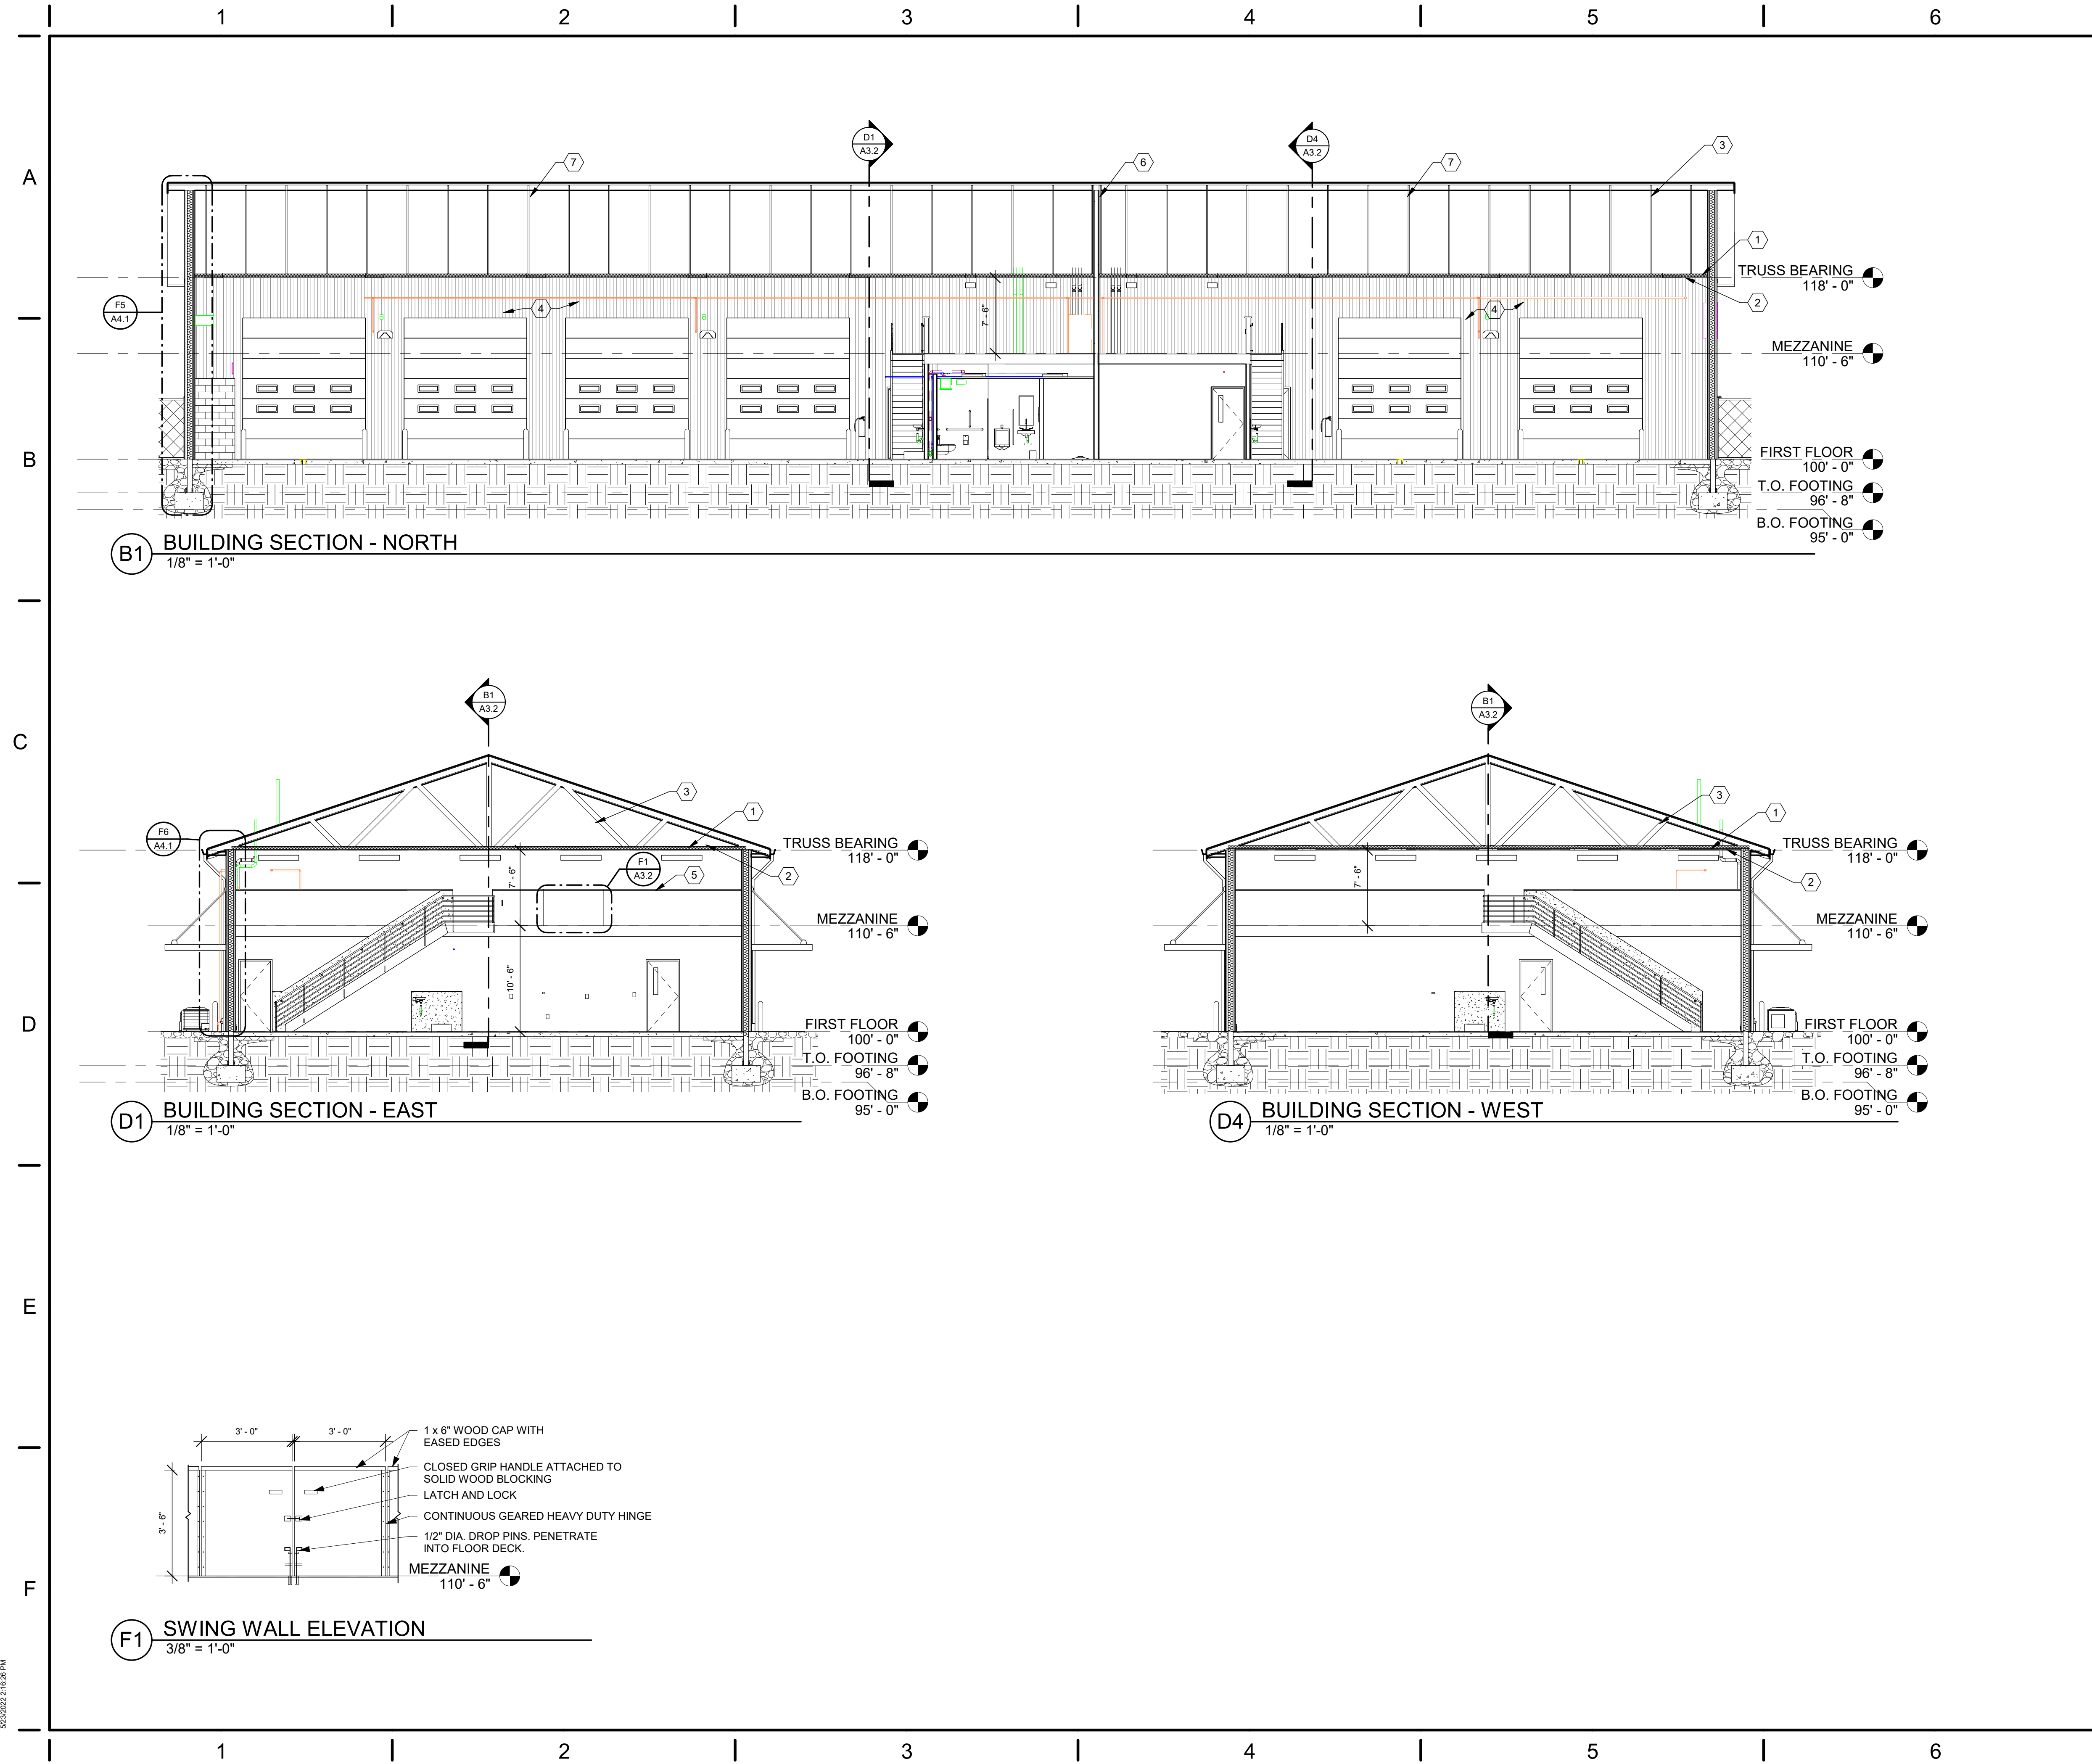 1 2 3 4 5 6
A
D1
A3.2
D4
A3.2
7
6
7
3
1
TRUSS BEARING
118' - 0"
2
F5
A4.1
4
4
7' - 6"
MEZZANINE
110' - 6"
B
FIRST FLOOR
100' - 0"
T.O. FOOTING
96' - 8"
B.O. FOOTING
95' - 0"
B1 BUILDING SECTION - NORTH
1/8" = 1'-0"
C
B1
A3.2
3
1
F6
A4.1
TRUSS BEARING
118' - 0"
F1
A3.2
2
5
7' - 6"
MEZZANINE
110' - 6"
10' - 6"
D
FIRST FLOOR
100' - 0"
T.O. FOOTING
96' - 8"
B.O. FOOTING
95' - 0"
D1 BUILDING SECTION - EAST
1/8" = 1'-0"
B1
A3.2
3
1
TRUSS BEARING
118' - 0"
2
7' - 6"
MEZZANINE
110' - 6"
FIRST FLOOR
100' - 0"
T.O. FOOTING
96' - 8"
B.O. FOOTING
95' - 0"
D4 BUILDING SECTION - WEST
1/8" = 1'-0"
E
3' - 0" 3' - 0"
1 x 6" WOOD CAP WITH
EASED EDGES
CLOSED GRIP HANDLE ATTACHED TO
SOLID WOOD BLOCKING
LATCH AND LOCK
CONTINUOUS GEARED HEAVY DUTY HINGE
1/2" DIA. DROP PINS. PENETRATE
INTO FLOOR DECK.
3' - 6"
MEZZANINE
110' - 6"
F
F1 SWING WALL ELEVATION
3/8" = 1'-0"
5/23/2022 2:16:26 PM
1 2 3 4 5 6